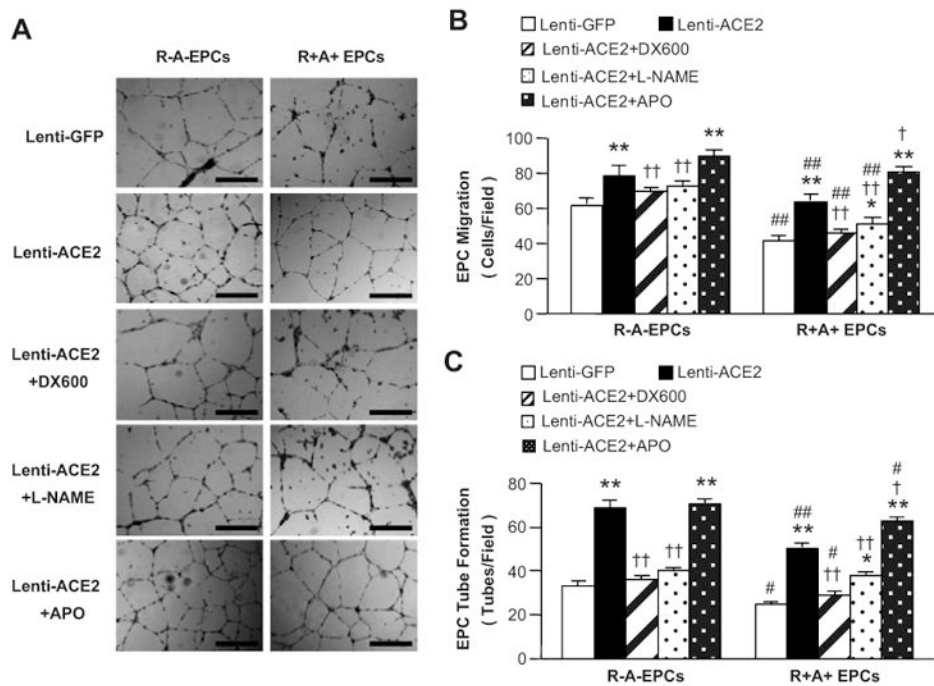 A
R-A-EPCs R+A+ EPCs
Lenti-GFP
Lenti-ACE2
Lenti-ACE2
+DX600
Lenti-ACE2
+L-NAME
Lenti-ACE2
+APO
B
Lenti-GFP Lenti-ACE2
Lenti-ACE2+DX600
Lenti-ACE2+L-NAME
Lenti-ACE2+APO
EPC Migration
( Cells/Field)
100
80
60
40
20
0
** †† †† **
## ## ** ## †† ## †† * † **
R-A-EPCs R+A+ EPCs
C
Lenti-GFP Lenti-ACE2
Lenti-ACE2+DX600
Lenti-ACE2+L-NAME
Lenti-ACE2+APO
EPC Tube Formation
( Tubes/Field)
80
60
40
20
0
** †† †† **
# ## ** # †† †† * # † **
R-A-EPCs R+A+ EPCs